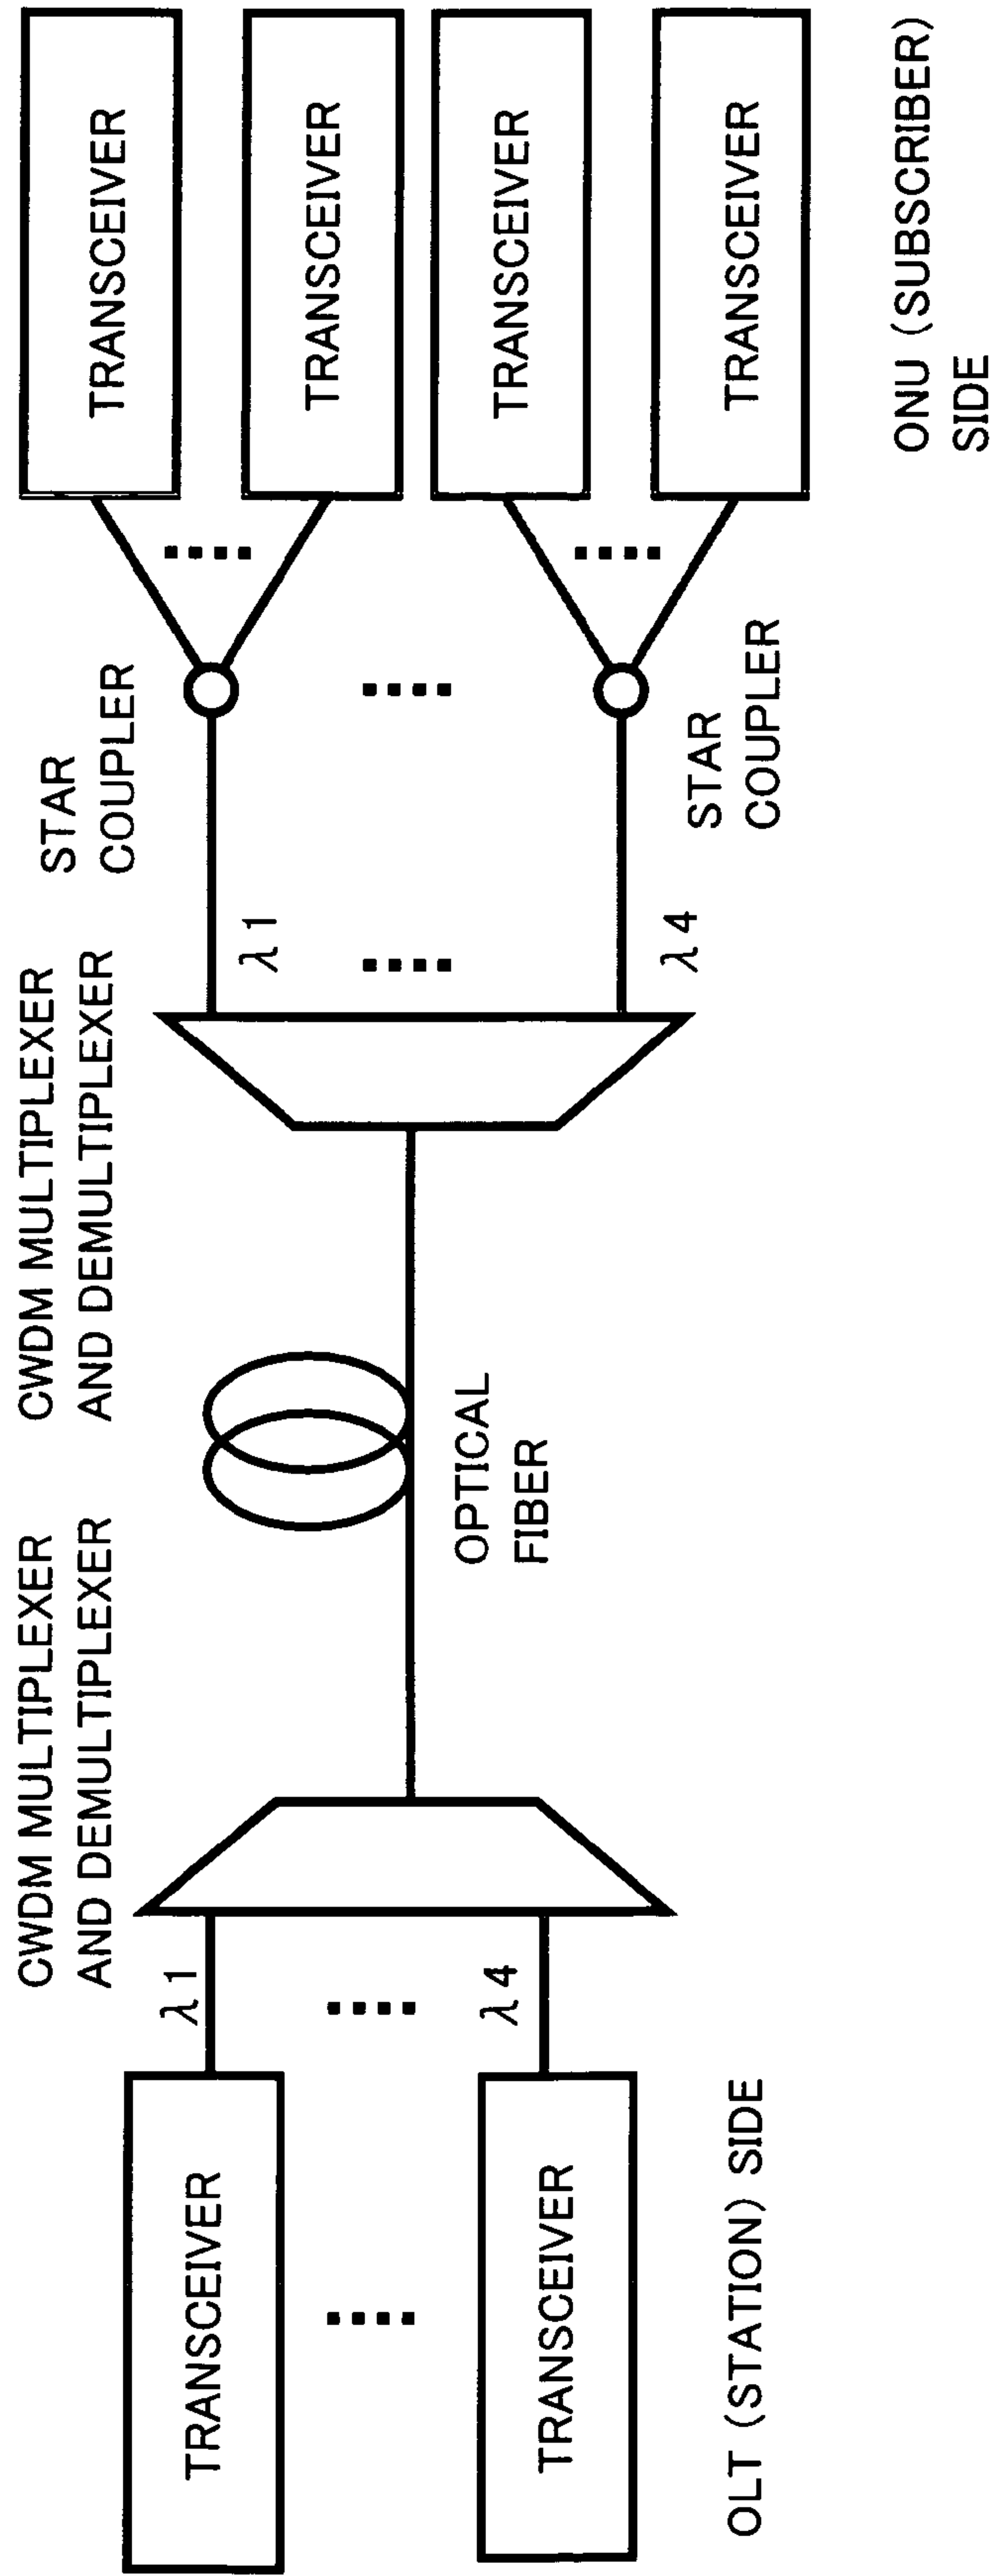 CWDM MULTIPLEXER
AND DEMULTIPLEXER
CWDM MULTIPLEXER
AND DEMULTIPLEXER
STAR
COUPLER
TRANSCEIVER
TRANSCEIVER
TRANSCEIVER
TRANSCEIVER
TRANSCEIVER
TRANSCEIVER
λ1
λ4
λ1
λ4
OPTICAL
FIBER
STAR
COUPLER
OLT (STATION) SIDE
ONU (SUBSCRIBER)
SIDE